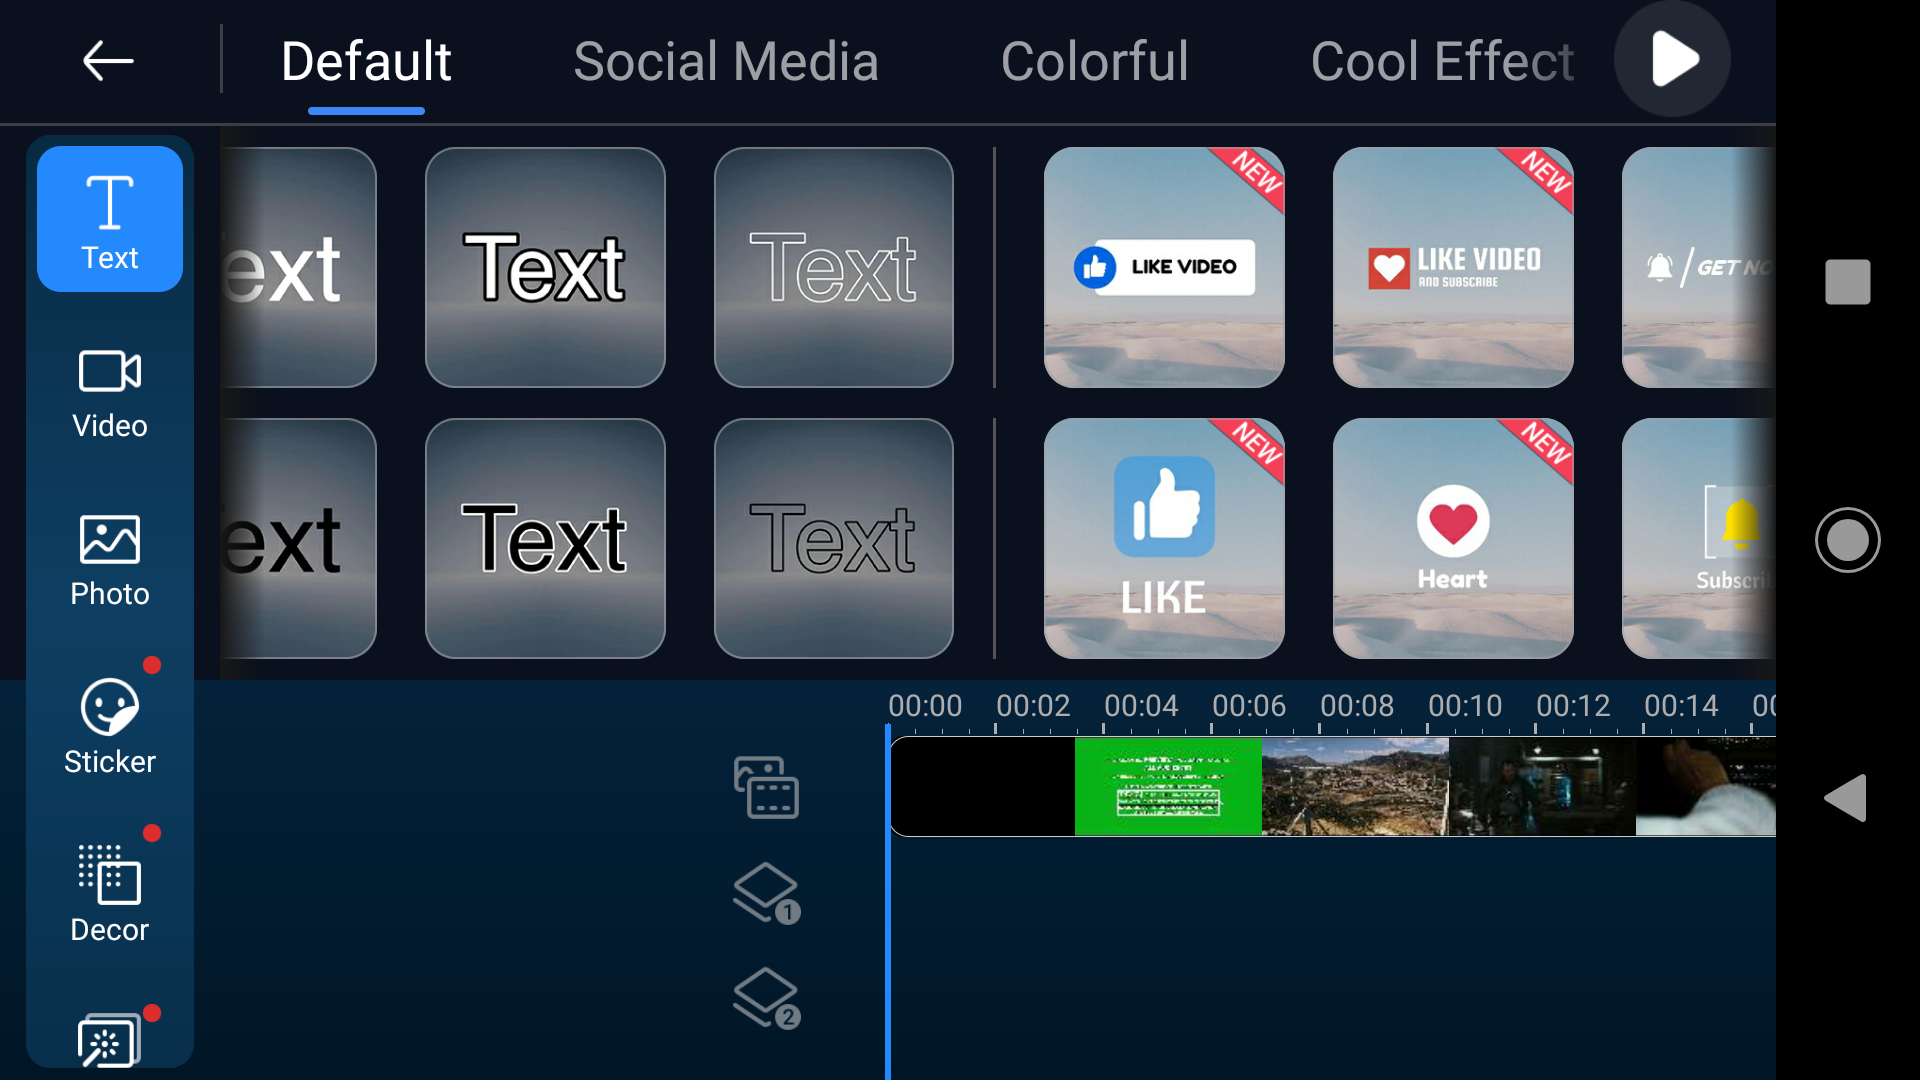 Default Social Media Colorful Cool Effect
Text
Video
Photo
Sticker
Decor
ext Text Text
NEW
LIKE VIDEO
NEW
LIKE VIDEO
AND SUBSCRIBE
GET NO
ext Text Text
NEW
LIKE
NEW
Heart
Subscri
00:00 00:02 00:04 00:06 00:08 00:10 00:12 00:14 00
1
2